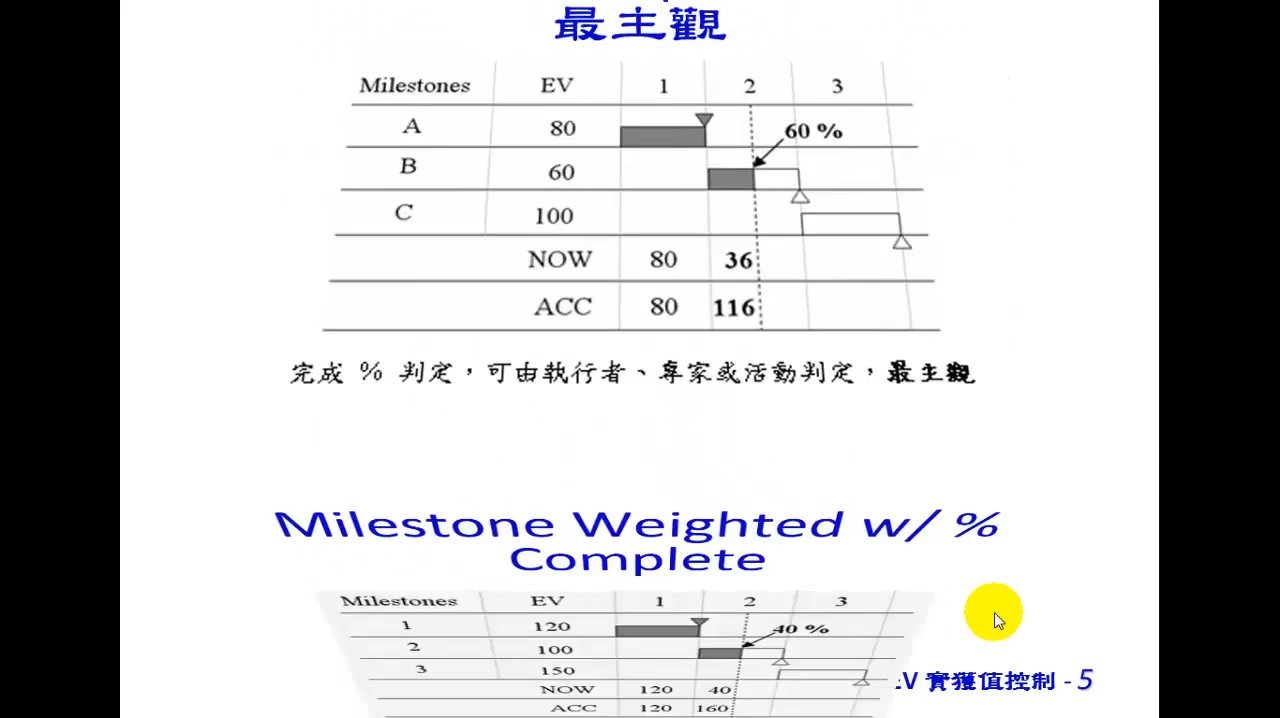 最主觀
Milestones EV 1 2 3
A 80 60 %
B 60
C 100
NOW 80 36
ACC 80 116
完成 % 判定，可由執行者、專家或活動判定，最主觀
Milestone Weighted w/ %
Complete
Milestones EV 1 2 3
1 120 40 %
2 100
3 150
EV 實獲值控制 - 5
NOW 120 40
ACC 120 160